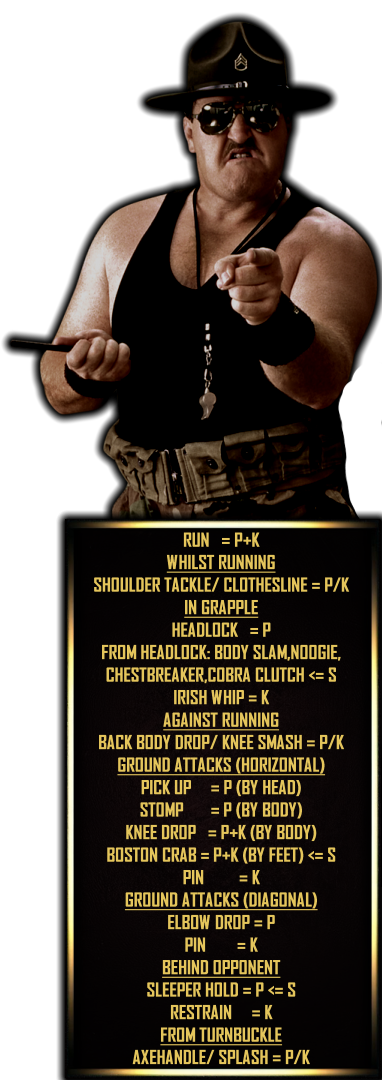 RUN = P+K
WHILST RUNNING
SHOULDER TACKLE/ CLOTHESLINE = P/K
IN GRAPPLE
HEADLOCK = P
FROM HEADLOCK: BODY SLAM,NOOGIE,
CHESTBREAKER,COBRA CLUTCH <= S
IRISH WHIP = K
AGAINST RUNNING
BACK BODY DROP/ KNEE SMASH = P/K
GROUND ATTACKS (HORIZONTAL)
PICK UP = P (BY HEAD)
STOMP = P (BY BODY)
KNEE DROP = P+K (BY BODY)
BOSTON CRAB = P+K (BY FEET) <= S
PIN = K
GROUND ATTACKS (DIAGONAL)
ELBOW DROP = P
PIN = K
BEHIND OPPONENT
SLEEPER HOLD = P <= S
RESTRAIN = K
FROM TURNBUCKLE
AXEHANDLE/ SPLASH = P/K